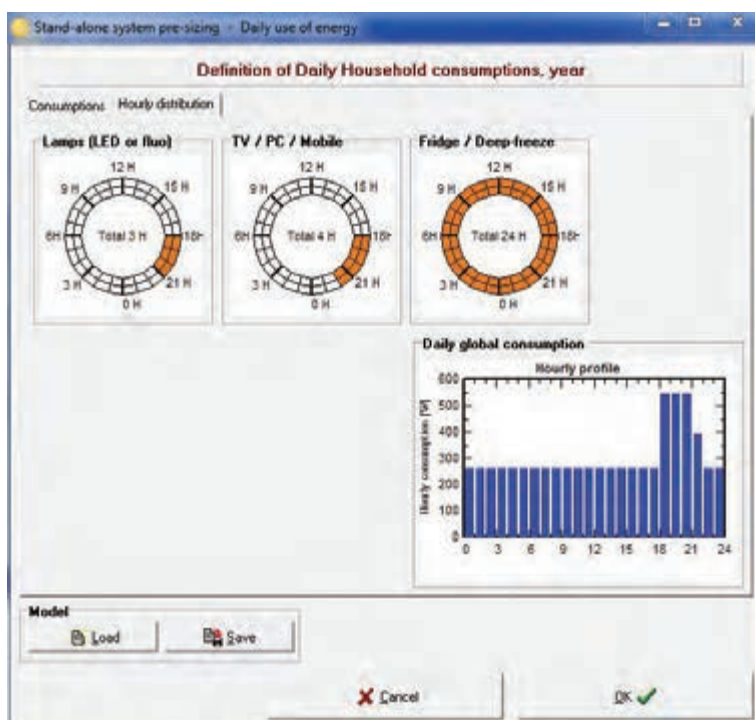 Stand-alone system pre-sizing - Daily use of energy
Definition of Daily Household consumptions, year
Consumptions Hourly distribution
Lamps (LED or fluo) TV / PC / Mobile Fridge / Deep-freeze
12 H 12 H 12 H
9 H 15 H 9 H 15 H 9 H 15 H
6H Total 3 H 18H 6H Total 4 H 18H 6H Total 24 H 18H
3 H 21 H 3 H 21 H 3 H 21 H
0 H 0 H 0 H
Daily global consumption
Hourly profile
Hourly consumption [W]
600
500
400
300
200
100
0
0 3 6 9 12 15 18 21 24
Model
Load Save
Cancel OK